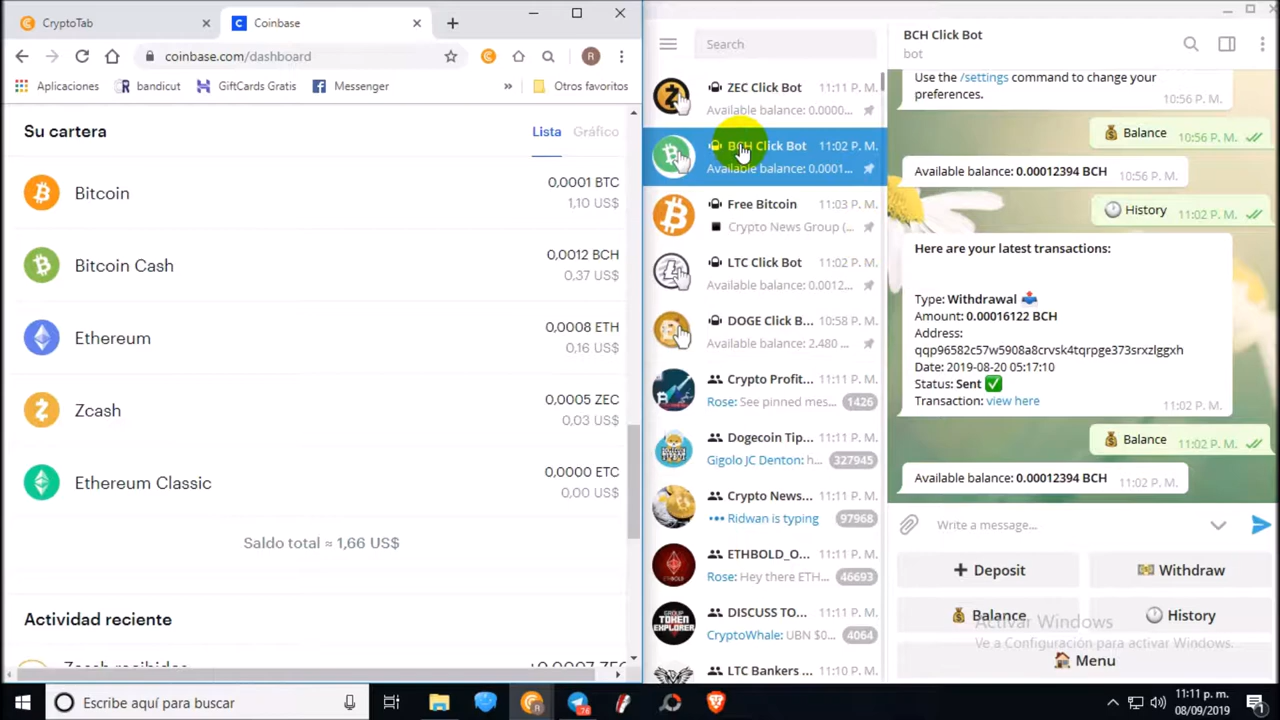 CryptoTab
Coinbase
coinbase.com/dashboard
R
Aplicaciones
bandicut
GiftCards Gratis
Messenger
»
Otros favoritos
Su cartera
Lista
Gráfico
Bitcoin
0,0001 BTC
1,10 US$
Bitcoin Cash
0,0012 BCH
0,37 US$
Ethereum
0,0008 ETH
0,16 US$
Zcash
0,0005 ZEC
0,03 US$
Ethereum Classic
0,0000 ETC
0,00 US$
Saldo total ≈ 1,66 US$
Actividad reciente
Search
ZEC Click Bot 11:11 P. M.
Available balance: 0.0000...
BCH Click Bot 11:02 P. M.
Available balance: 0.0001...
Free Bitcoin 11:03 P. M.
Crypto News Group (...
LTC Click Bot 11:02 P. M.
Available balance: 0.0012...
DOGE Click B... 10:58 P. M.
Available balance: 2.480 ...
Crypto Profit... 11:11 P. M.
Rose: See pinned mes... 1426
Dogecoin Tip... 11:11 P. M.
Gigolo JC Denton: h... 327945
Crypto News... 11:11 P. M.
Ridwan is typing 97968
ETHBOLD_O... 11:11 P. M.
Rose: Hey there ETH... 46693
DISCUSS TO... 11:11 P. M.
CryptoWhale: UBN $0... 4064
LTC Bankers ... 11:10 P. M.
BCH Click Bot
bot
Use the /settings command to change your
preferences.
10:56 P. M.
Balance 10:56 P. M.
Available balance: 0.00012394 BCH 10:56 P. M.
History 11:02 P. M.
Here are your latest transactions:
Type: Withdrawal
Amount: 0.00016122 BCH
Address:
qqp96582c57w5908a8crvsk4tqrpge373srxzlggxh
Date: 2019-08-20 05:17:10
Status: Sent
Transaction: view here
11:02 P. M.
Balance 11:02 P. M.
Available balance: 0.00012394 BCH 11:02 P. M.
Write a message...
Deposit
Withdraw
Balance
History
Menu
Activar Windows
Ve a Configuración para activar Windows.
Escribe aquí para buscar
76
11:11 p. m.
08/09/2019